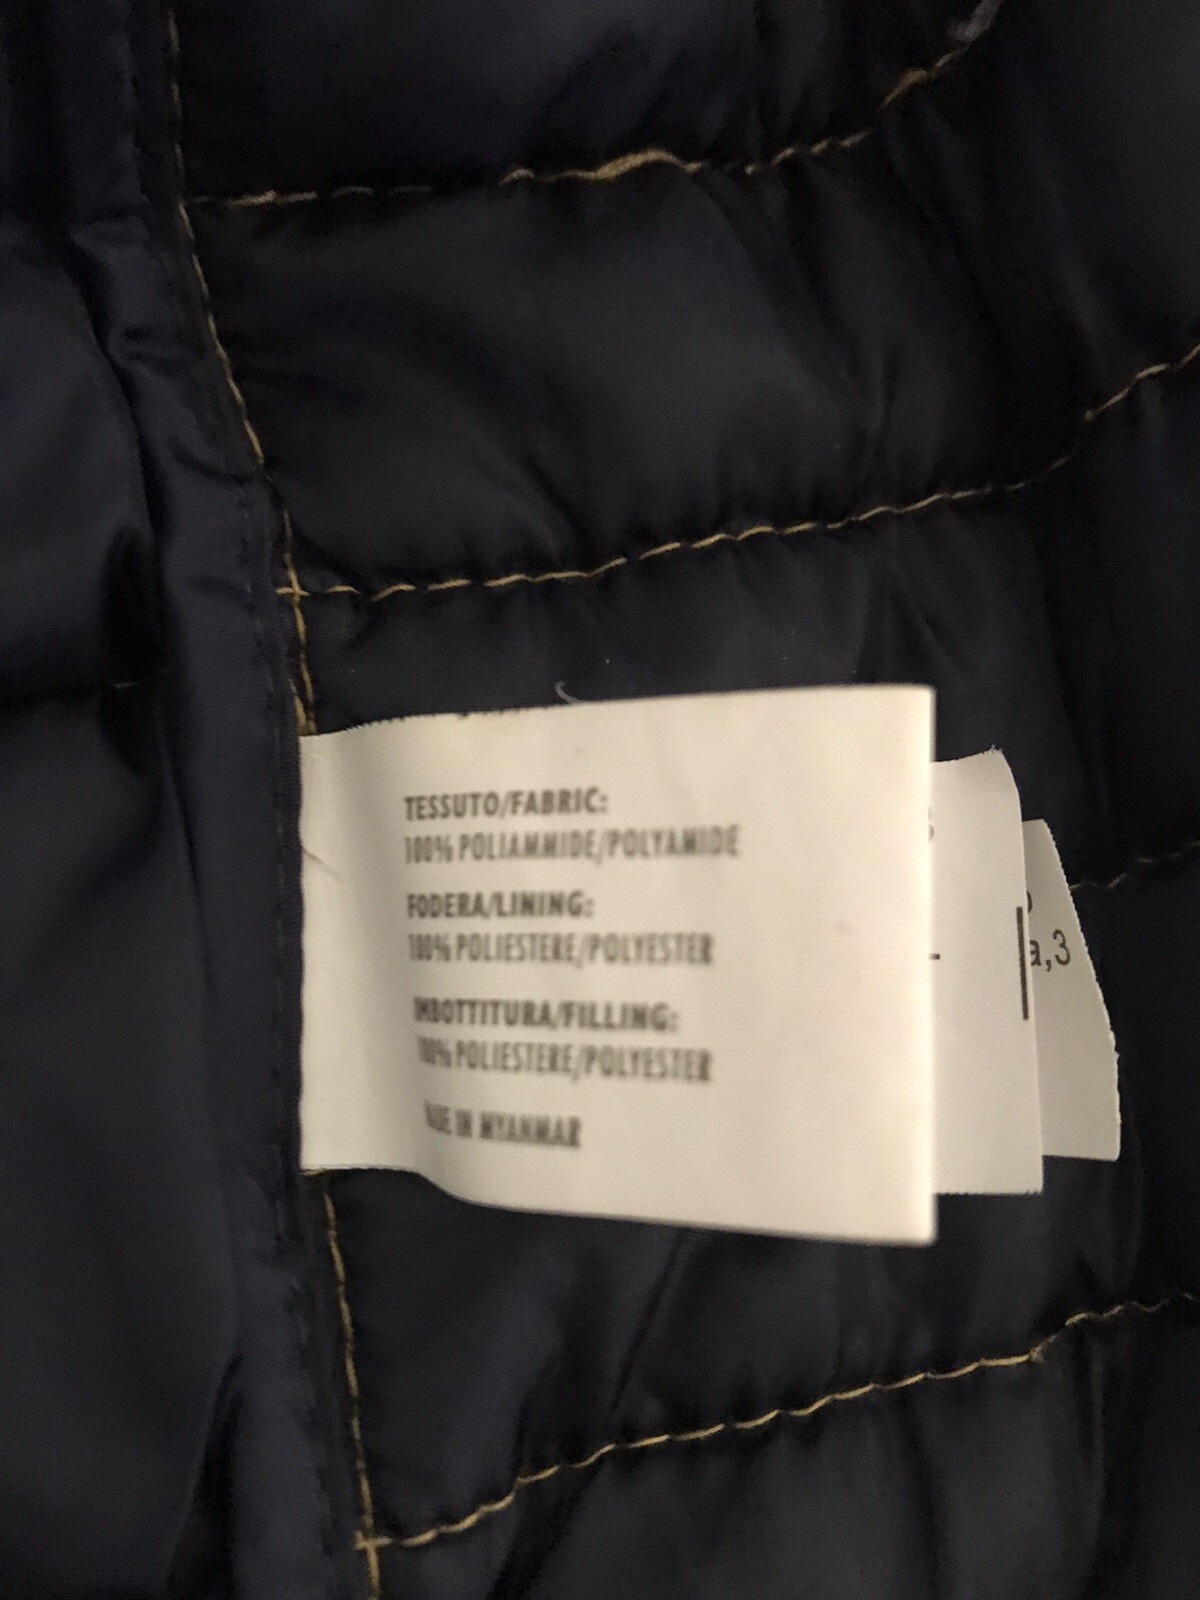 TESSUTO/FABRIC:
100% POLIAMMIDE/POLYAMIDE
FODERA/LINING:
100% POLIESTERE/POLYESTER
IMBOTTITURA/FILLING:
100% POLIESTERE/POLYESTER
MADE IN MYANMAR
a,3